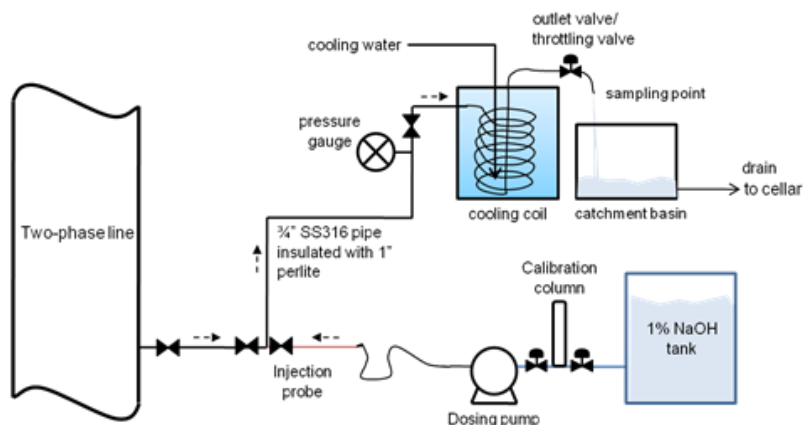 outlet valve/
throttling valve
cooling water
sampling point
pressure
gauge
drain
to cellar
cooling coil
catchment basin
Two-phase line
¾” SS316 pipe
insulated with 1”
perlite
Calibration
column
1% NaOH
tank
Injection
probe
Dosing pump